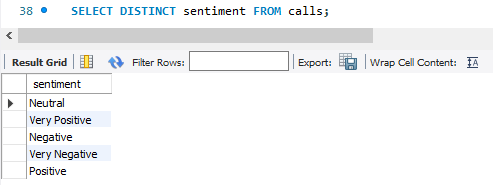 38 SELECT DISTINCT sentiment FROM calls;
Result Grid Filter Rows: Export: Wrap Cell Content: IA
sentiment
Neutral
Very Positive
Negative
Very Negative
Positive